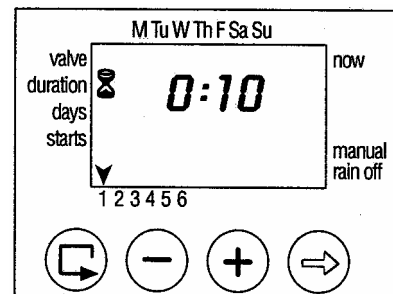 M Tu W Th F Sa Su
valve
now
duration
0:10
days
starts
manual
rain off
1 2 3 4 5 6